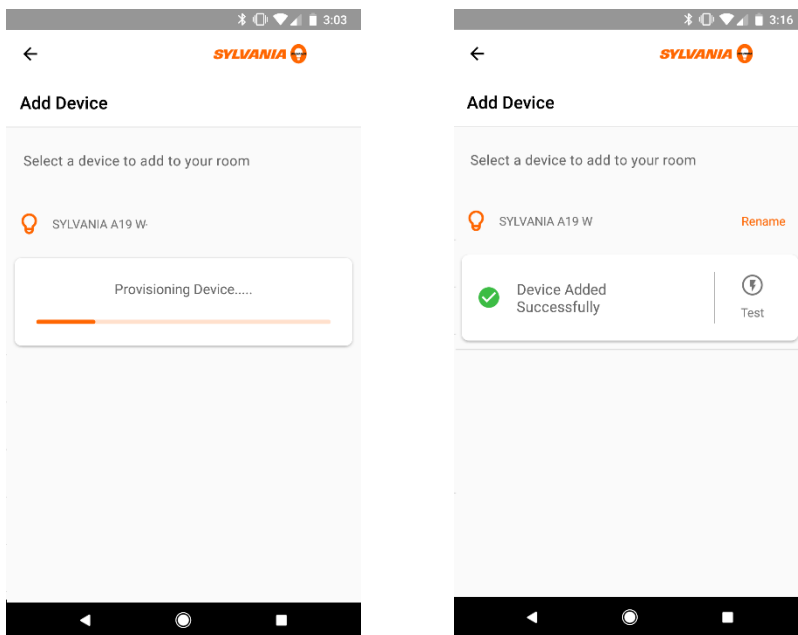 3:03
SYLVANIA
Add Device
Select a device to add to your room
SYLVANIA A19 W-
Provisioning Device.....
3:16
SYLVANIA
Add Device
Select a device to add to your room
SYLVANIA A19 W
Rename
Device Added
Successfully
Test